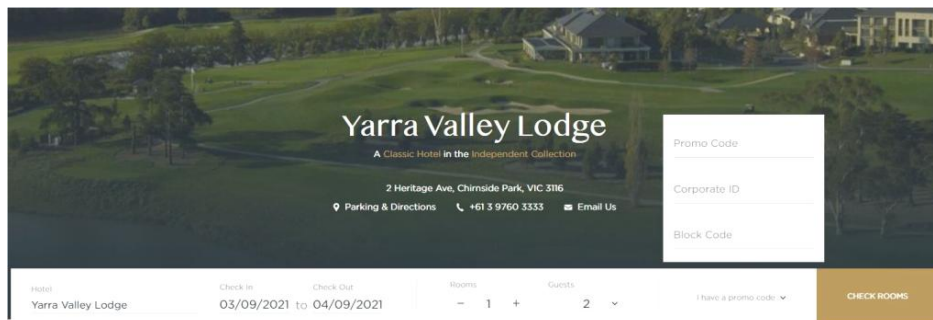 Yarra Valley Lodge
A Classic Hotel in the Independent Collection
2 Heritage Ave, Chirnside Park, VIC 3116
Parking & Directions +61 3 9760 3333 Email Us
Promo Code
Corporate ID
Block Code
Hotel Check In Check Out Rooms Guests
Yarra Valley Lodge 03/09/2021 to 04/09/2021 − 1 + 2 I have a promo code CHECK ROOMS